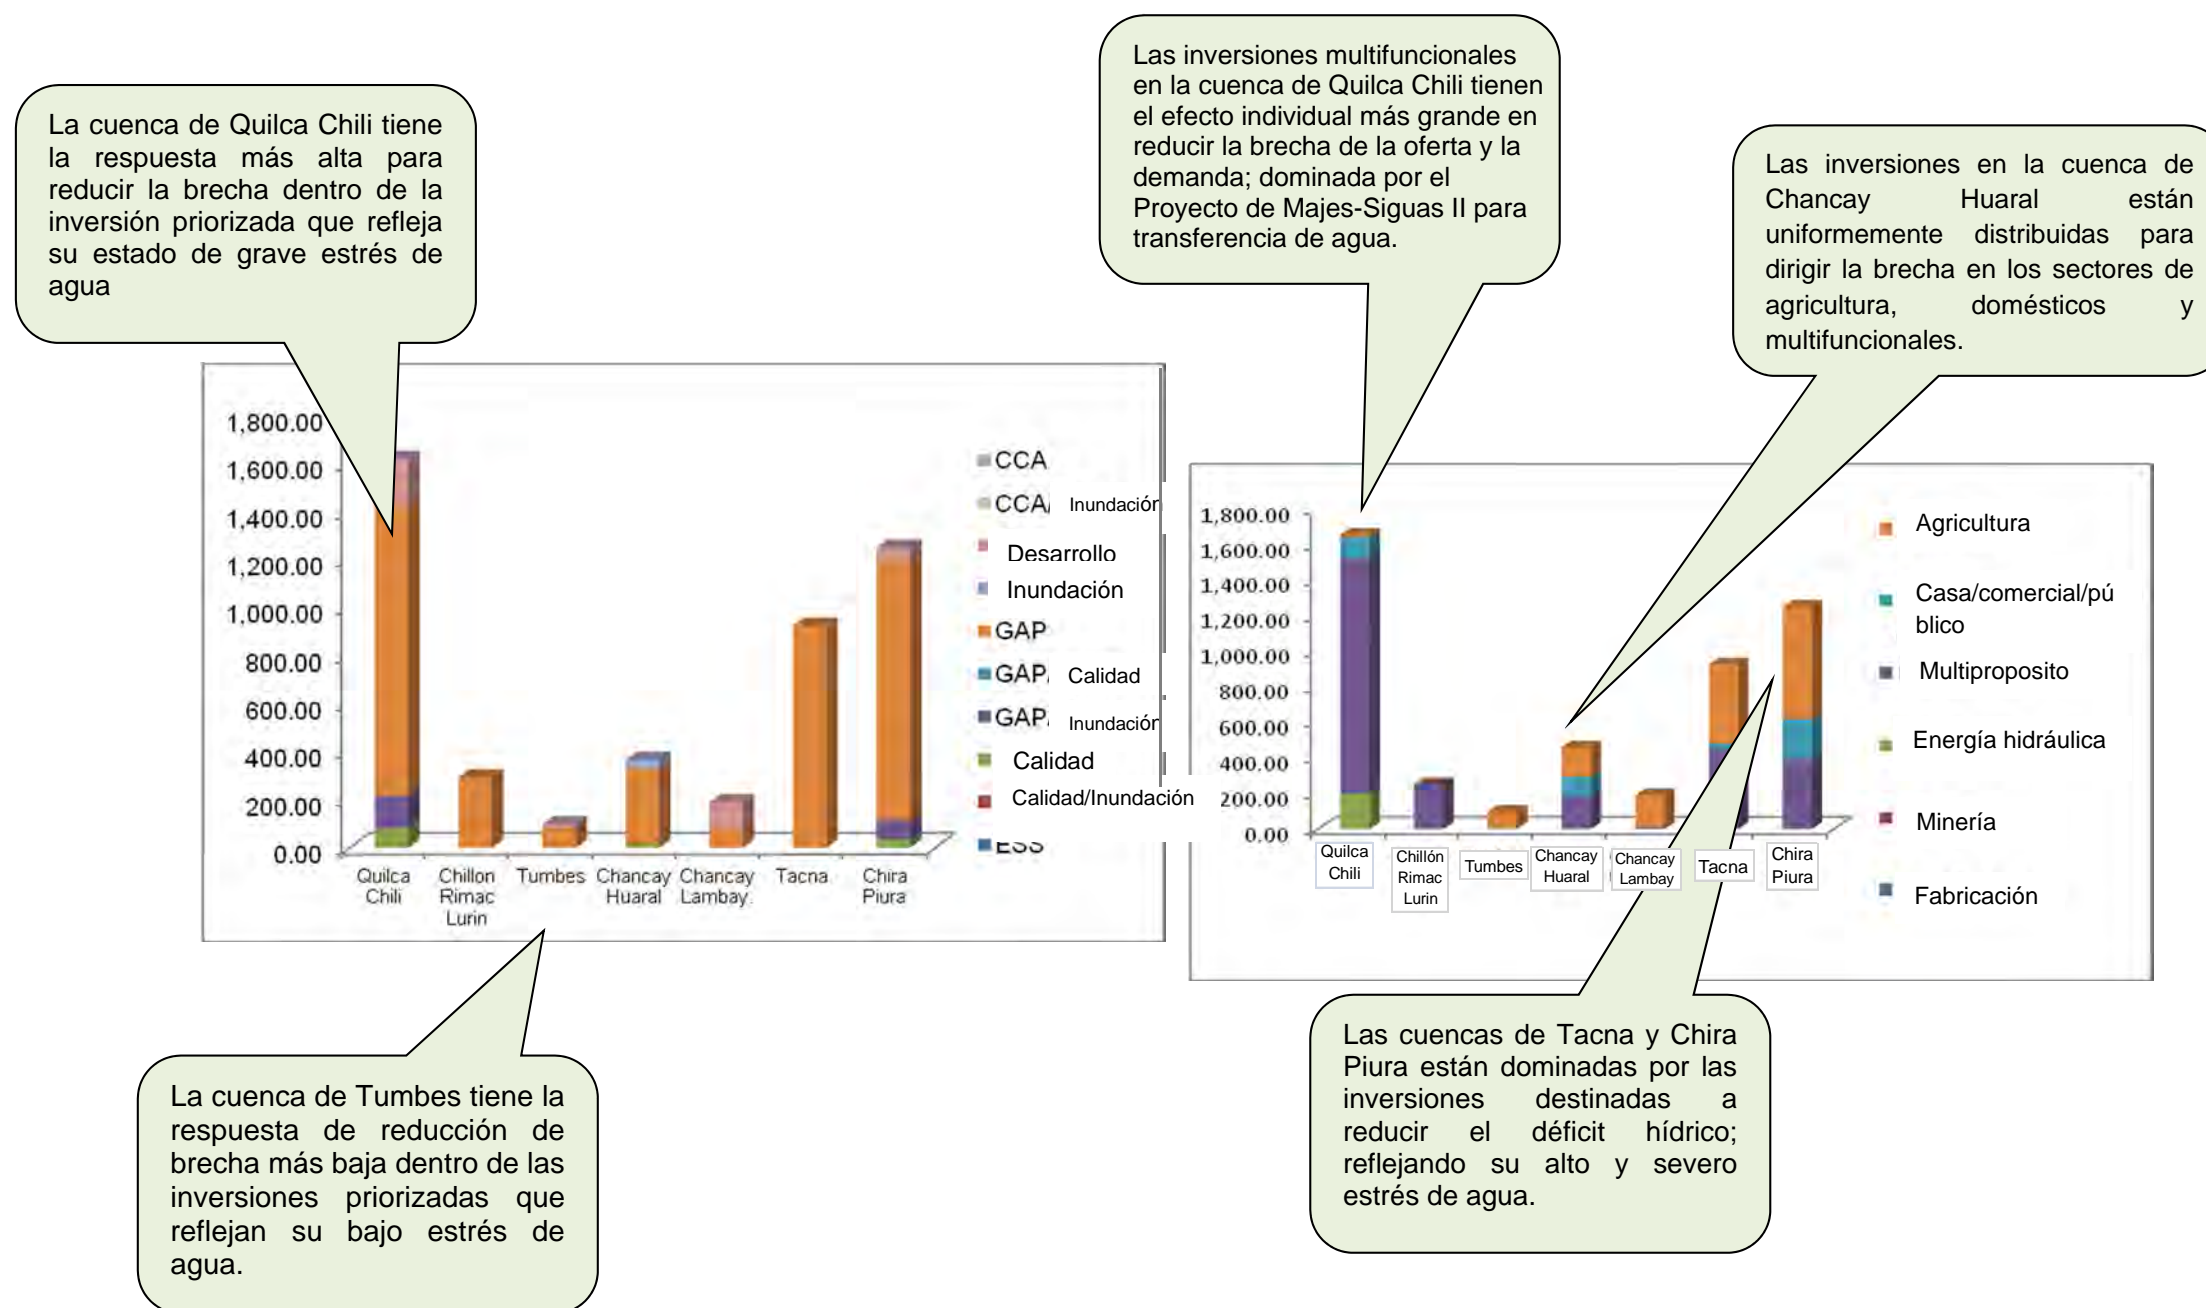 La cuenca de Quilca Chili tiene
la respuesta más alta para
reducir la brecha dentro de la
inversión priorizada que refleja
su estado de grave estrés de
agua
Las inversiones multifuncionales
en la cuenca de Quilca Chili tienen
el efecto individual más grande en
reducir la brecha de la oferta y la
demanda; dominada por el
Proyecto de Majes-Siguas II para
transferencia de agua.
Las inversiones en la cuenca de
Chancay Huaral están
uniformemente distribuidas para
dirigir la brecha en los sectores de
agricultura, domésticos y
multifuncionales.
1,800.00
1,600.00
1,400.00
1,200.00
1,000.00
800.00
600.00
400.00
200.00
0.00
Quilca
Chili
Chillon
Rimac
Lurin
Tumbes
Chancay
Huaral
Chancay
Lambay.
Tacna
Chira
Piura
CCA
CCA/ Inundación
Desarrollo
Inundación
GAP
GAP/ Calidad
GAP/ Inundación
Calidad
Calidad/Inundación
ESS
1,800.00
1,600.00
1,400.00
1,200.00
1,000.00
800.00
600.00
400.00
200.00
0.00
Quilca
Chili
Chillón
Rimac
Lurin
Tumbes
Chancay
Huaral
Chancay
Lambay
Tacna
Chira
Piura
Agricultura
Casa/comercial/pú
blico
Multiproposito
Energía hidráulica
Minería
Fabricación
La cuenca de Tumbes tiene la
respuesta de reducción de
brecha más baja dentro de las
inversiones priorizadas que
reflejan su bajo estrés de
agua.
Las cuencas de Tacna y Chira
Piura están dominadas por las
inversiones destinadas a
reducir el déficit hídrico;
reflejando su alto y severo
estrés de agua.